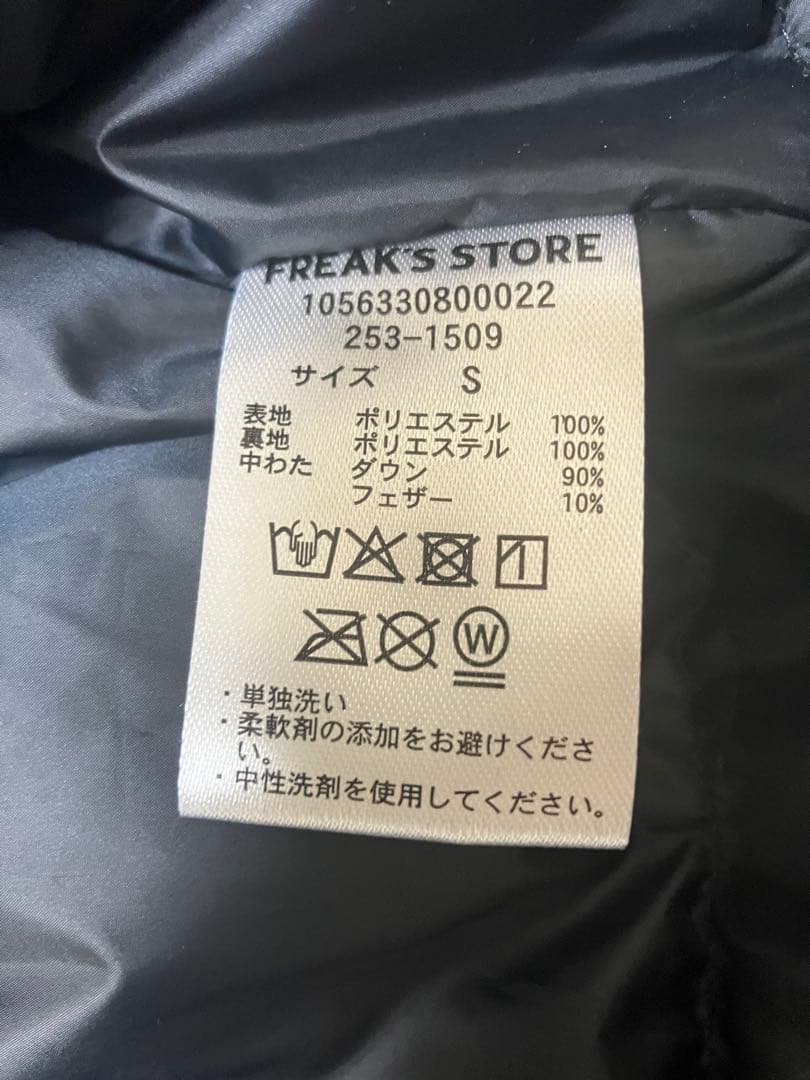 FREAK'S STORE
1056330800022
253-1509
サイズ S
表地 ポリエステル 100%
裏地 ポリエステル 100%
中わた ダウン 90%
フェザー 10%
W
・単独洗い
・柔軟剤の添加をお避けくださ
い。
・中性洗剤を使用してください。